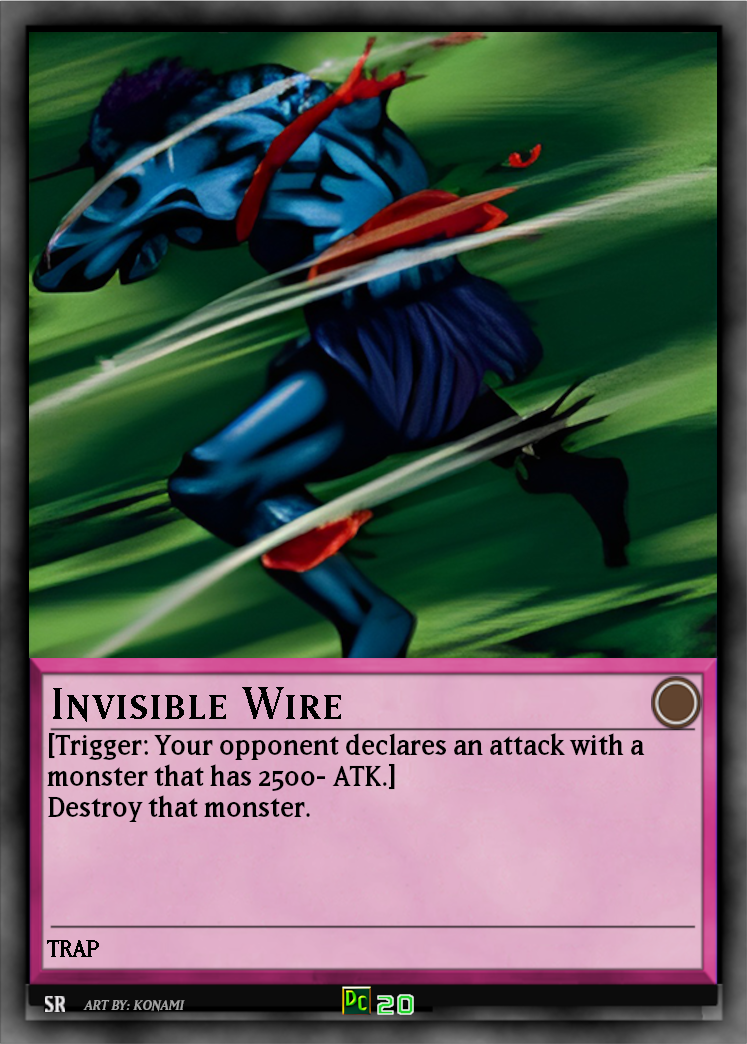 Invisible Wire
[Trigger: Your opponent declares an attack with a
monster that has 2500- ATK.]
Destroy that monster.
TRAP
SR ART BY: KONAMI DC 20